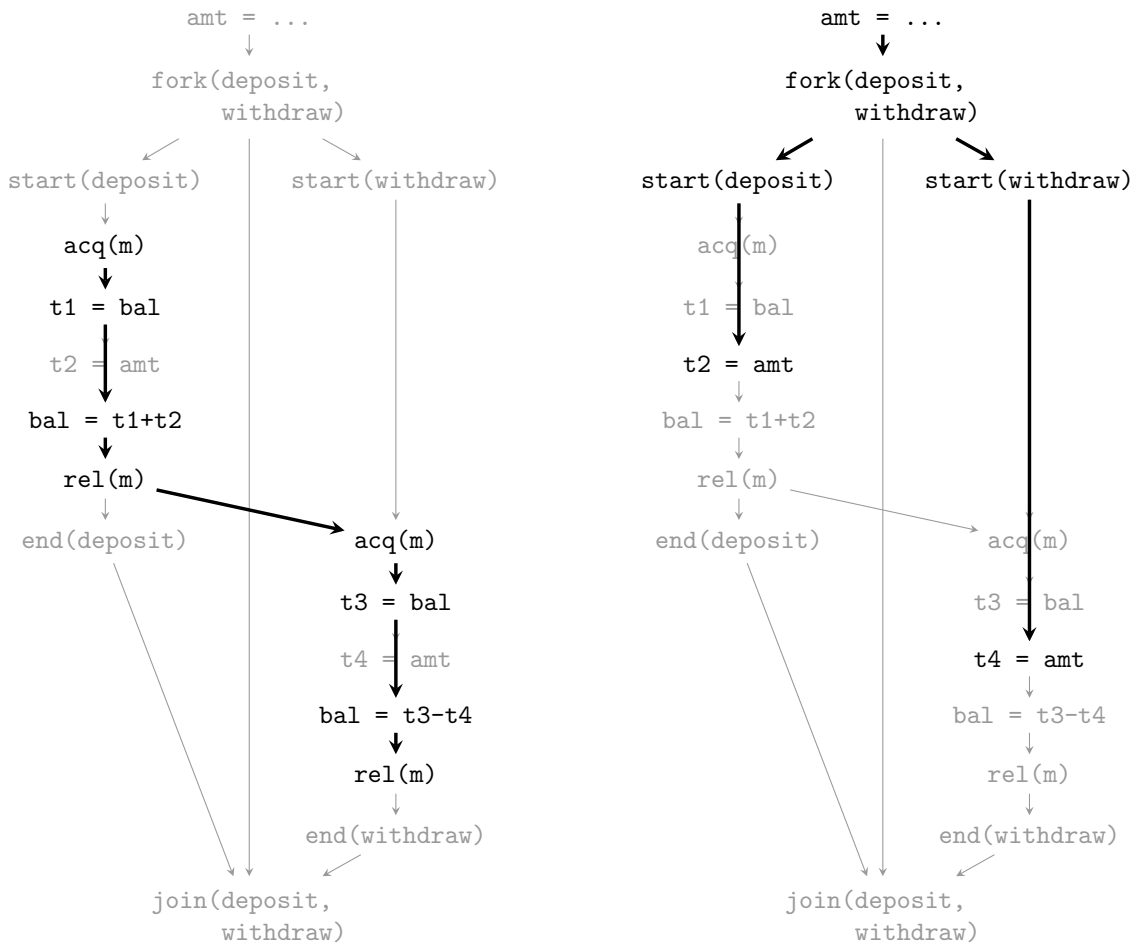 amt = ...
fork(deposit,
withdraw)
start(deposit)
start(withdraw)
acq(m)
t1 = bal
t2 = amt
bal = t1+t2
rel(m)
end(deposit)
acq(m)
t3 = bal
t4 = amt
bal = t3-t4
rel(m)
end(withdraw)
join(deposit,
withdraw)
amt = ...
fork(deposit,
withdraw)
start(deposit)
start(withdraw)
acq(m)
t1 = bal
t2 = amt
bal = t1+t2
rel(m)
end(deposit)
acq(m)
t3 = bal
t4 = amt
bal = t3-t4
rel(m)
end(withdraw)
join(deposit,
withdraw)